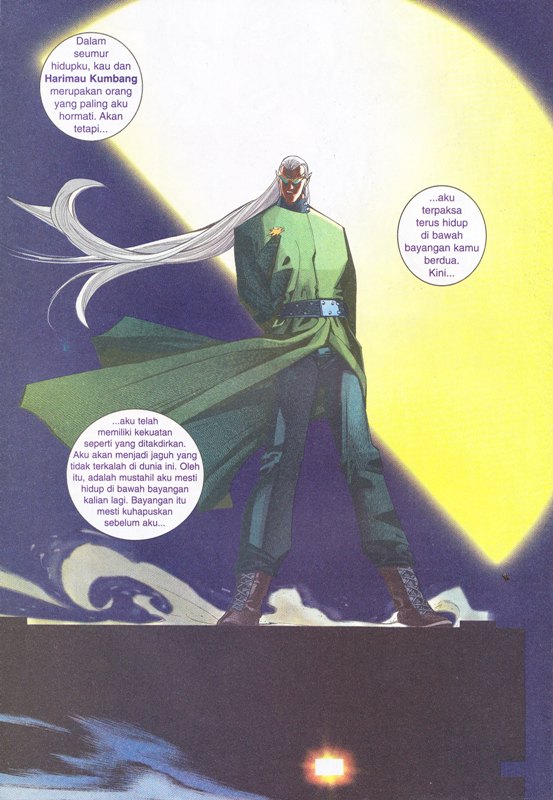 Dalam
seumur
hidupku, kau dan
Harimau Kumbang
merupakan orang
yang paling aku
hormati. Akan
tetapi...
...aku
terpaksa
terus hidup
di bawah
bayangan kamu
berdua.
Kini...
...aku telah
memiliki kekuatan
seperti yang ditakdirkan.
Aku akan menjadi jaguh yang
tidak terkalah di dunia ini. Oleh
itu, adalah mustahil aku mesti
hidup di bawah bayangan
kalian lagi. Bayangan itu
mesti kuhapuskan
sebelum aku...